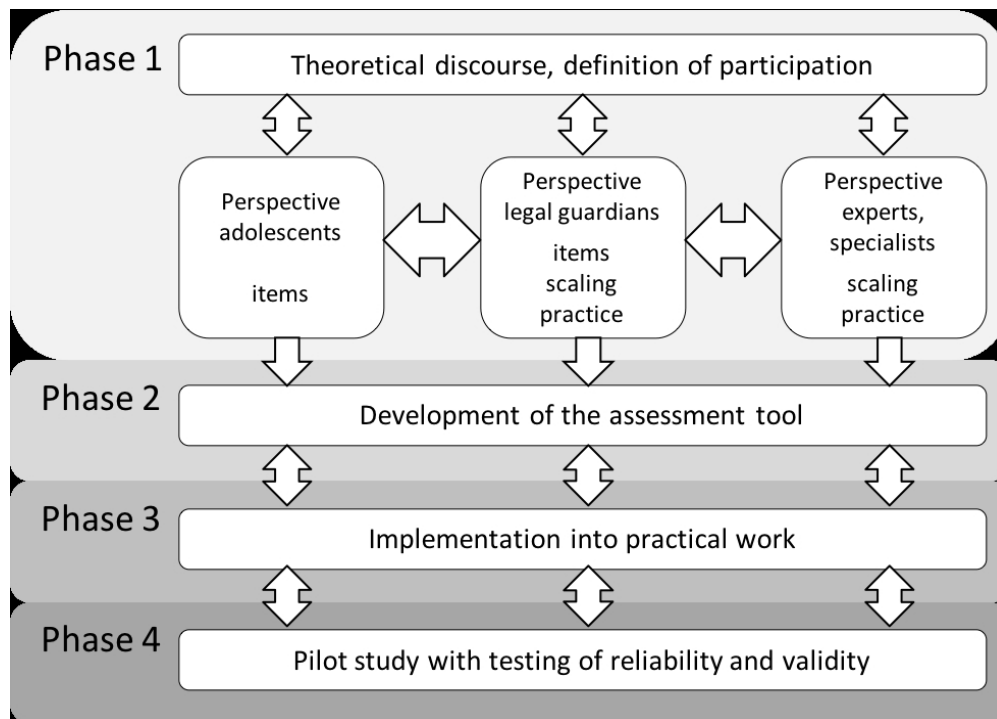 Phase 1
Theoretical discourse, definition of participation
Perspective
adolescents
items
Perspective
legal guardians
items
scaling
practice
Perspective
experts,
specialists
scaling
practice
Phase 2
Development of the assessment tool
Phase 3
Implementation into practical work
Phase 4
Pilot study with testing of reliability and validity